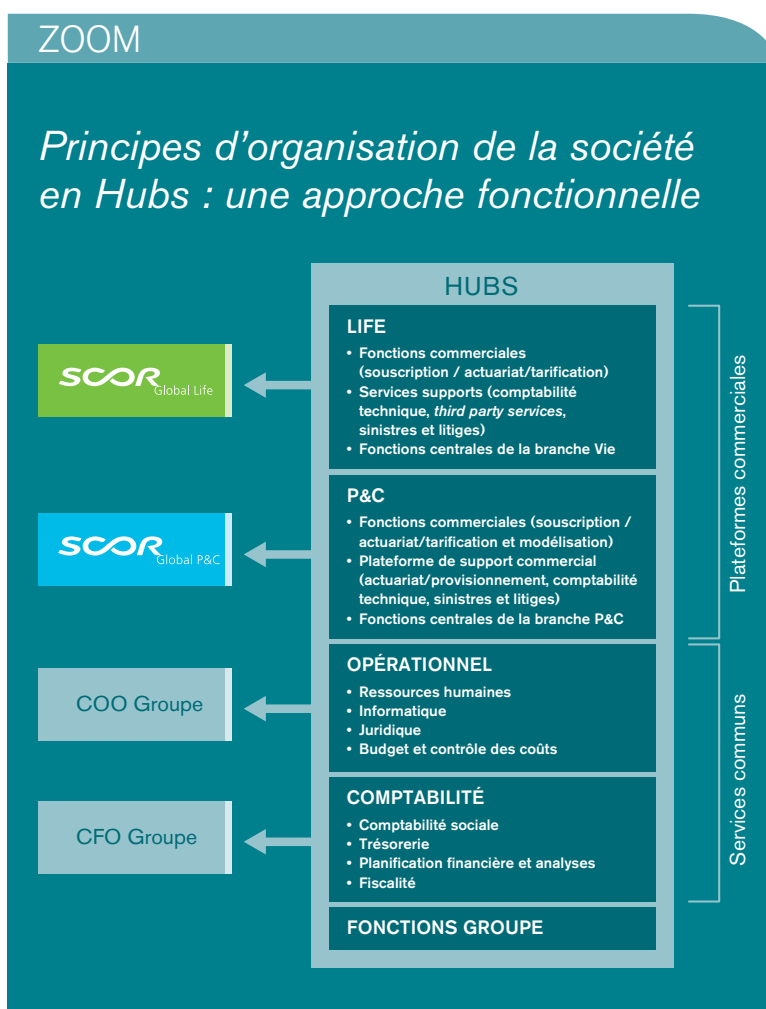 ZOOM
Principes d'organisation de la société
en Hubs : une approche fonctionnelle
HUBS
SCOR
Global Life
LIFE
• Fonctions commerciales
(souscription / actuariat/tarification)
• Services supports (comptabilité
technique, third party services,
sinistres et litiges)
• Fonctions centrales de la branche Vie
SCOR
Global P&C
P&C
• Fonctions commerciales (souscription /
actuariat/tarification et modélisation)
• Plateforme de support commercial
(actuariat/provisionnement, comptabilité
technique, sinistres et litiges)
• Fonctions centrales de la branche P&C
Plateformes commerciales
COO Groupe
OPÉRATIONNEL
• Ressources humaines
• Informatique
• Juridique
• Budget et contrôle des coûts
CFO Groupe
COMPTABILITÉ
• Comptabilité sociale
• Trésorerie
• Planification financière et analyses
• Fiscalité
Services communs
FONCTIONS GROUPE